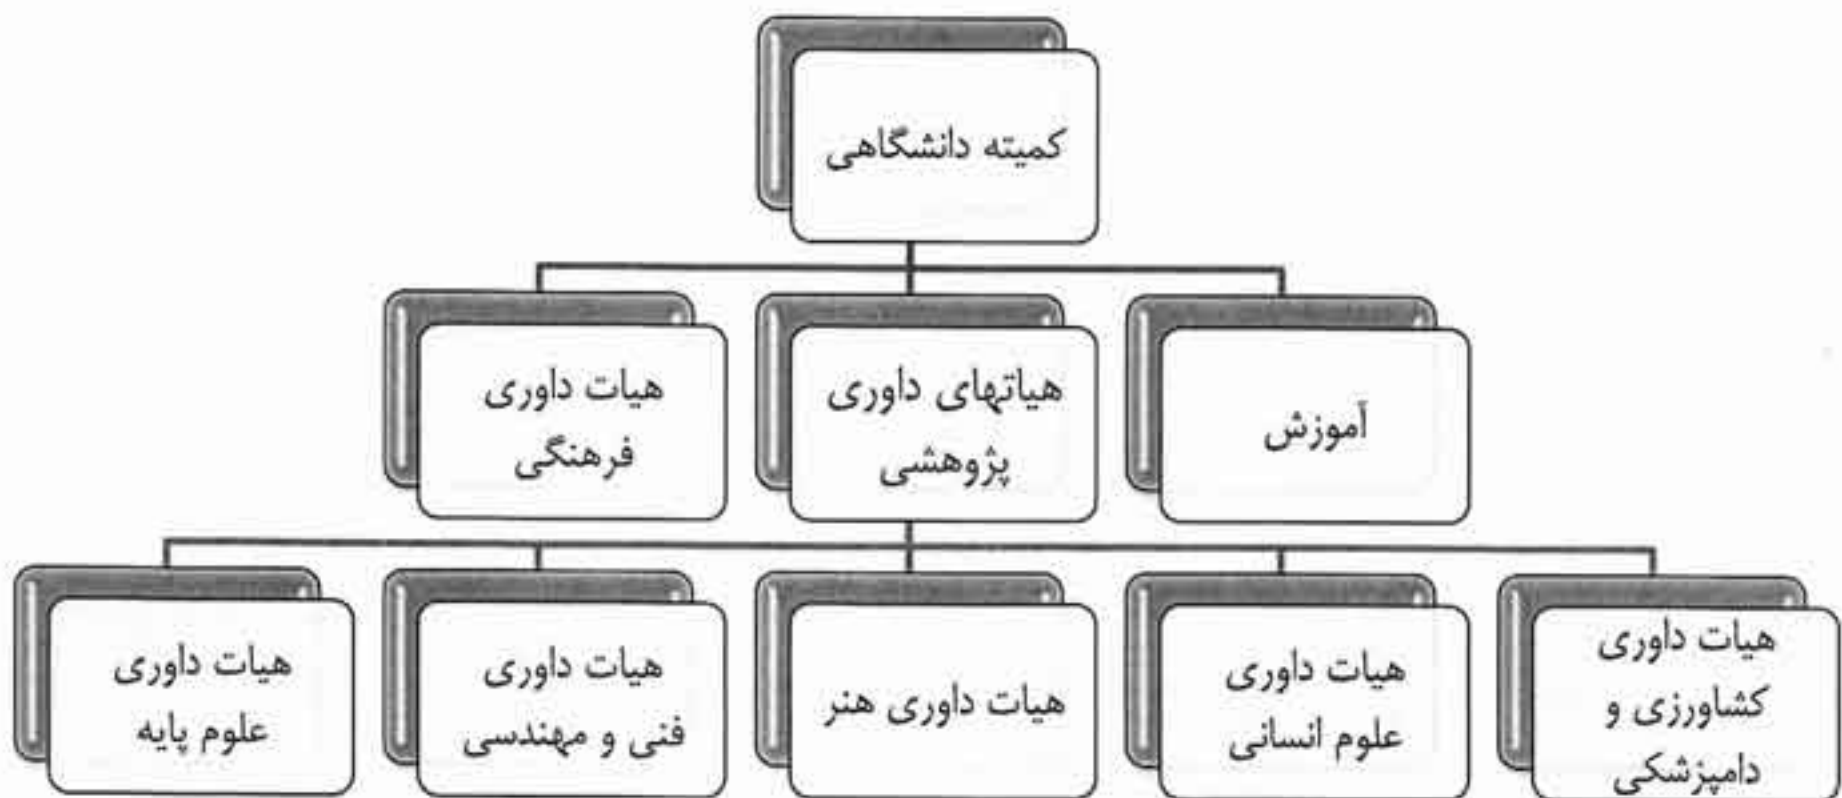 کمیته دانشگاهی
آموزش
هیاتهای داوری
پژوهشی
هیات داوری
فرهنگی
هیات داوری
کشاورزی و
دامپزشکی
هیات داوری
علوم انسانی
هیات داوری هنر
هیات داوری
فنی و مهندسی
هیات داوری
علوم پایه